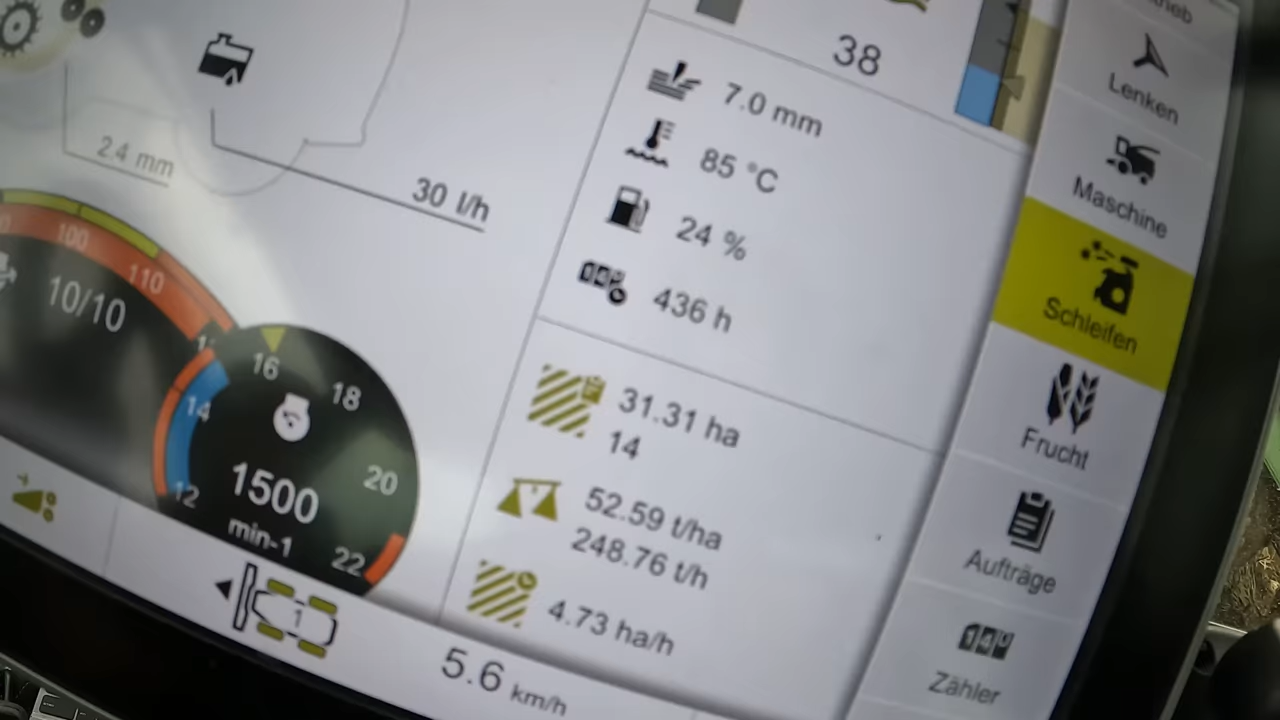 38
7.0 mm
85 °C
24 %
436 h
2.4 mm
30 l/h
100
110
10/10
12
14
16
18
20
22
1500
min-1
31.31 ha
14
52.59 t/ha
248.76 t/h
4.73 ha/h
1
5.6 km/h
Lenken
Maschine
Schleifen
Frucht
Aufträge
Zähler